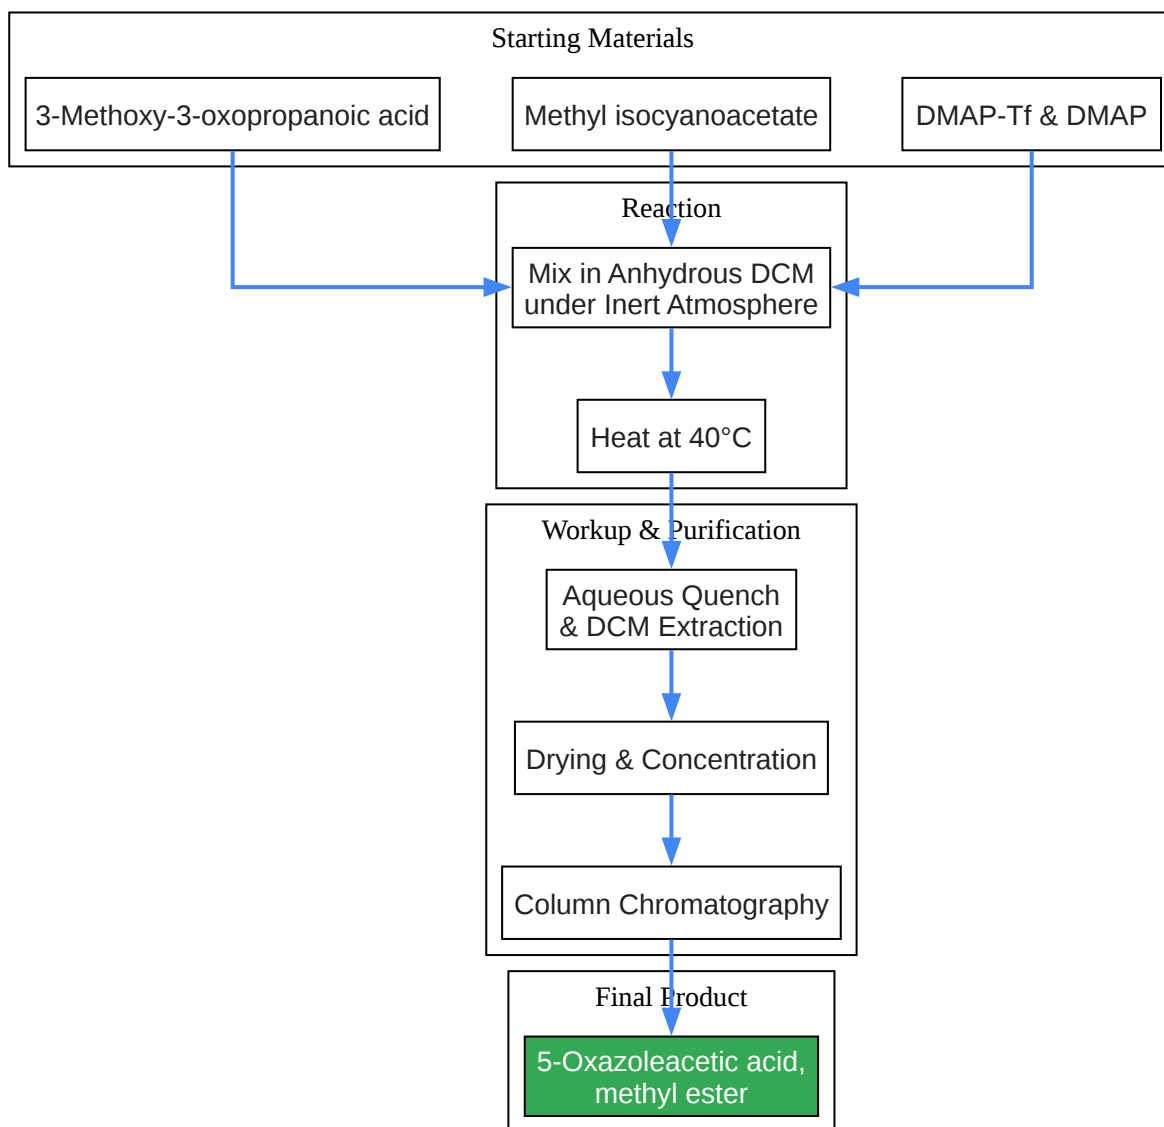 Starting Materials
3-Methoxy-3-oxopropanoic acid
Methyl isocyanoacetate
DMAP-Tf & DMAP
Reaction
Mix in Anhydrous DCM
under Inert Atmosphere
Heat at 40°C
Workup & Purification
Aqueous Quench
& DCM Extraction
Drying & Concentration
Column Chromatography
Final Product
5-Oxazoleacetic acid,
methyl ester